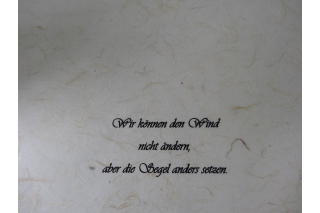 Wir können den Wind
nicht ändern,
aber die Segel anders setzen.